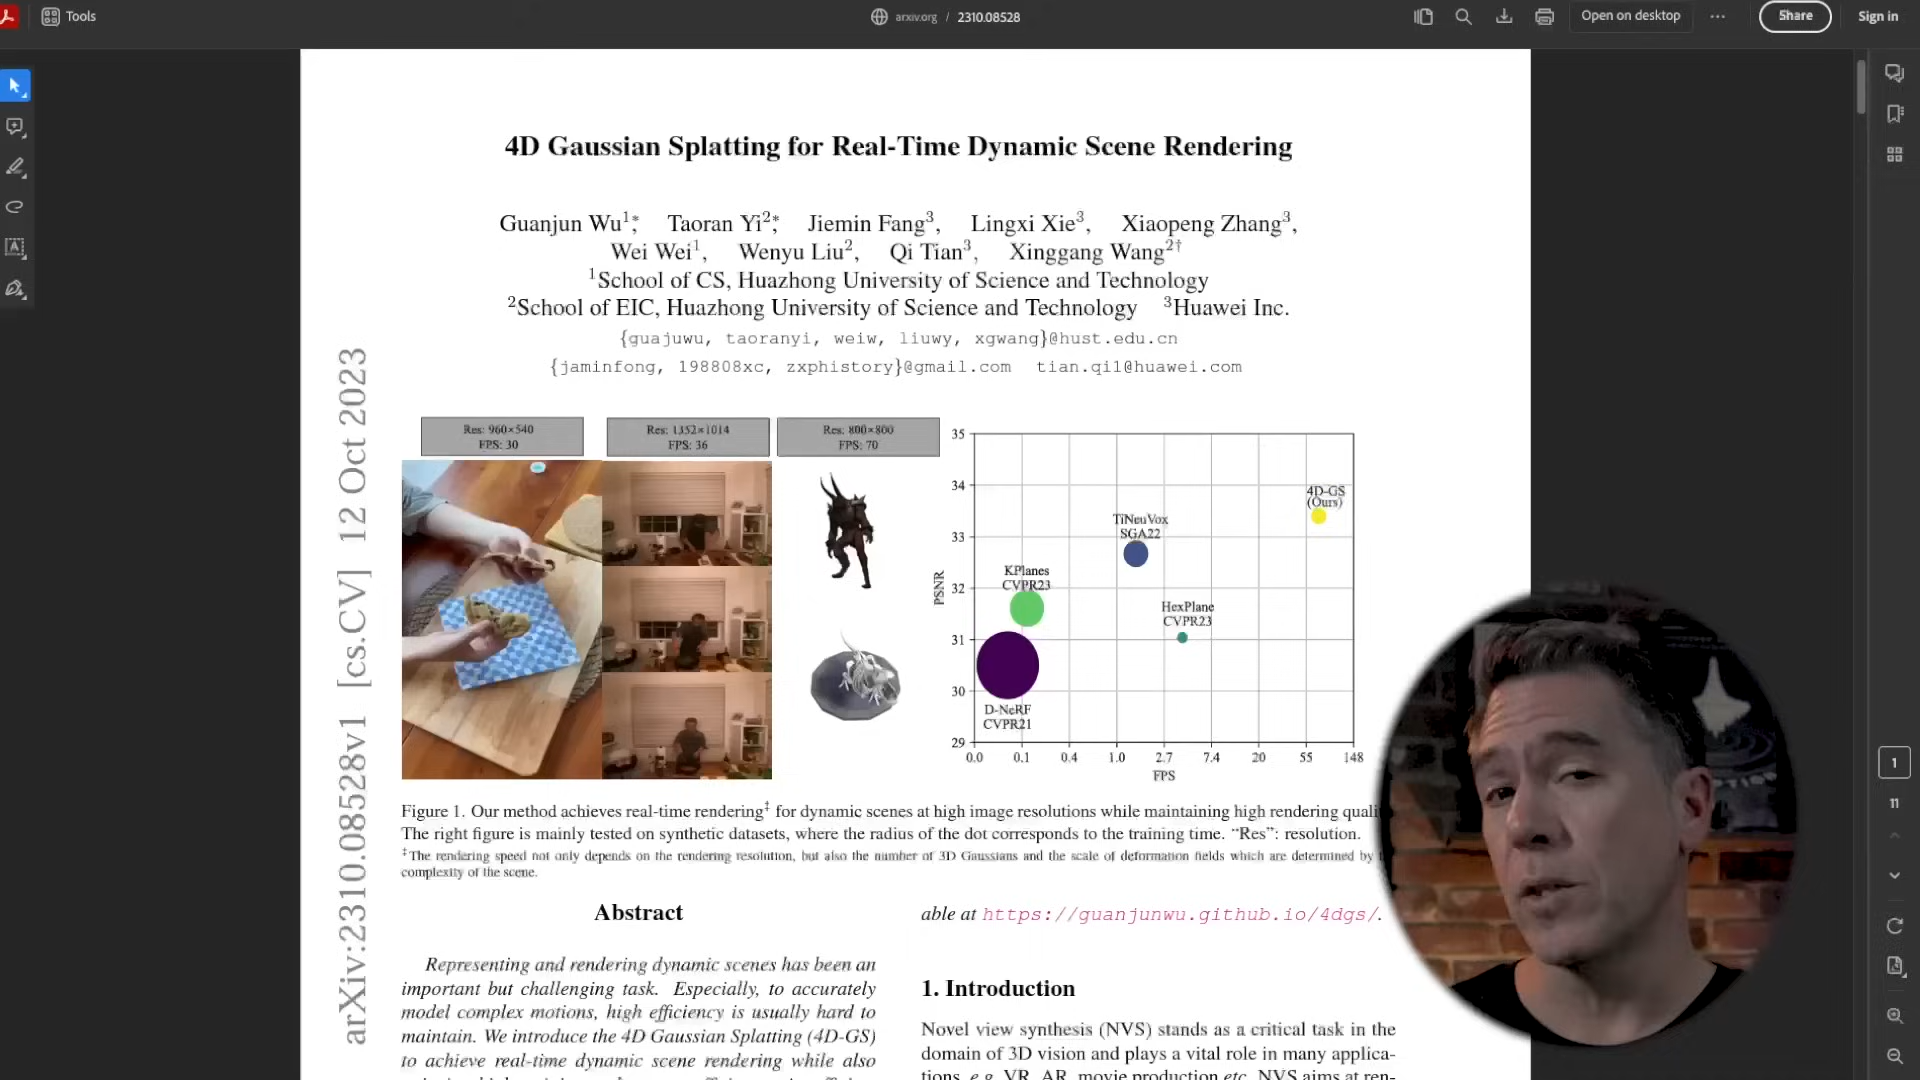 Tools
arxiv.org / 2310.08528
Open on desktop
Share
Sign in
4D Gaussian Splatting for Real-Time Dynamic Scene Rendering
Guanjun Wu1*, Taoran Yi2*, Jiemin Fang3, Lingxi Xie3, Xiaopeng Zhang3,
Wei Wei1, Wenyu Liu2, Qi Tian3, Xinggang Wang2†
1School of CS, Huazhong University of Science and Technology
2School of EIC, Huazhong University of Science and Technology 3Huawei Inc.
{guajuwu, taoranyi, weiw, liuwy, xgwang}@hust.edu.cn
{jaminfong, 198808xc, zxphistory}@gmail.com tian.qi1@huawei.com
arXiv:2310.08528v1 [cs.CV] 12 Oct 2023
Res: 960×540
FPS: 30
Res: 1352×1014
FPS: 36
Res: 800×800
FPS: 70
35
34
33
32
31
30
29
PSNR
4D-GS
(Ours)
TiNeuVox
SGA22
KPlanes
CVPR23
HexPlane
CVPR23
D-NeRF
CVPR21
0.0 0.1 0.4 1.0 2.7 7.4 20 55 148
FPS
Figure 1. Our method achieves real-time rendering‡ for dynamic scenes at high image resolutions while maintaining high rendering quali
The right figure is mainly tested on synthetic datasets, where the radius of the dot corresponds to the training time. “Res”: resolution.
‡The rendering speed not only depends on the rendering resolution, but also the number of 3D Gaussians and the scale of deformation fields which are determined by
complexity of the scene.
Abstract
Representing and rendering dynamic scenes has been an
important but challenging task. Especially, to accurately
model complex motions, high efficiency is usually hard to
maintain. We introduce the 4D Gaussian Splatting (4D-GS)
to achieve real-time dynamic scene rendering while also
able at https://guanjunwu.github.io/4dgs/.
1. Introduction
Novel view synthesis (NVS) stands as a critical task in the
domain of 3D vision and plays a vital role in many applica-
tions, e.g. VR, AR, movie production etc. NVS aims at ren-
1
11